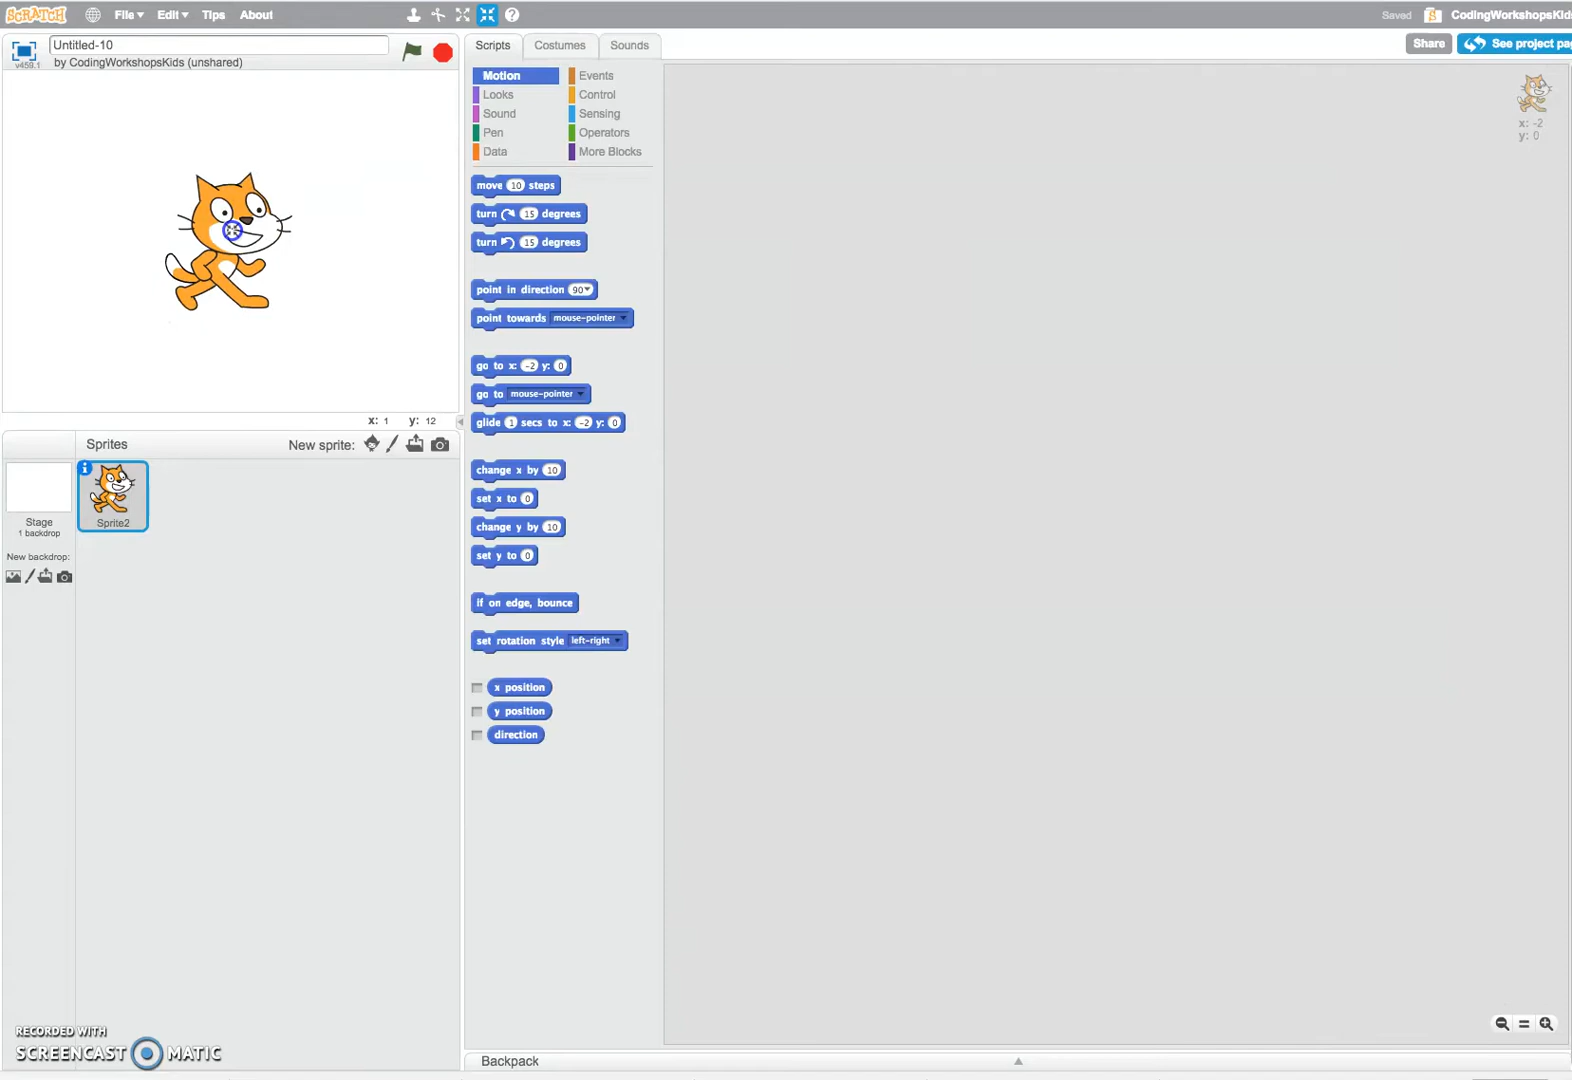 SCRATCH File Edit Tips About Saved CodingWorkshopsKids
v459.1 Untitled-10
by CodingWorkshopsKids (unshared)
Scripts Costumes Sounds
Share See project pa
Motion Events
Looks Control
Sound Sensing
Pen Operators
Data More Blocks
x: -2
y: 0
move 10 steps
turn 15 degrees
turn 15 degrees
point in direction 90
point towards mouse-pointer
go to x: -2 y: 0
go to mouse-pointer
glide 1 secs to x: -2 y: 0
x: 1 y: 12
Sprites New sprite:
Sprite2
Stage
1 backdrop
New backdrop:
change x by 10
set x to 0
change y by 10
set y to 0
if on edge, bounce
set rotation style left-right
x position
y position
direction
RECORDED WITH
SCREENCAST MATIC
Backpack